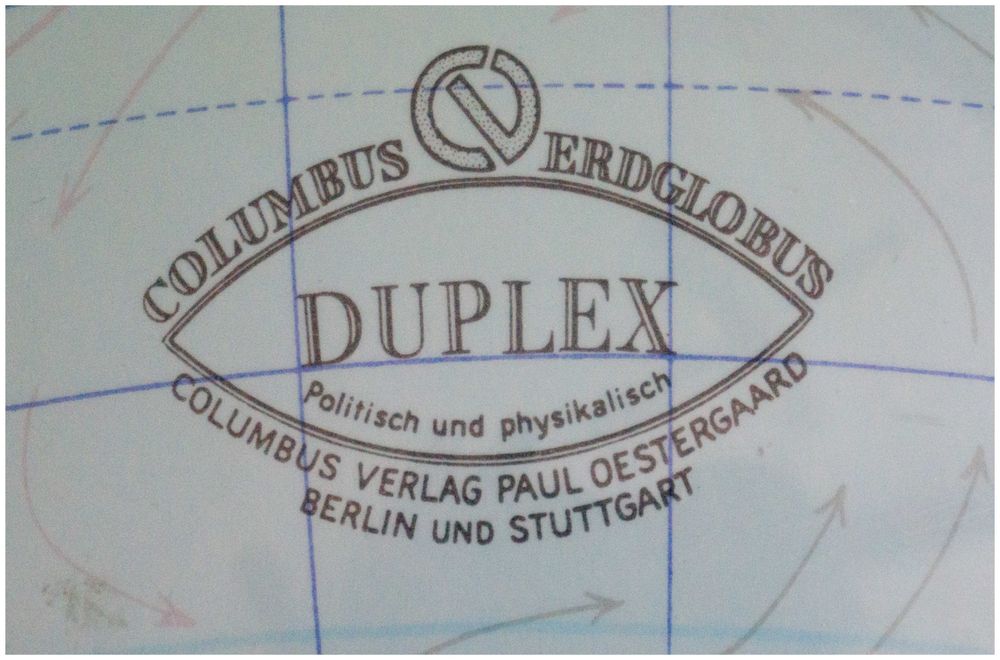 COLUMBUS ERDGLOBUS
DUPLEX
Politisch und physikalisch
COLUMBUS VERLAG PAUL OESTERGAARD
BERLIN UND STUTTGART